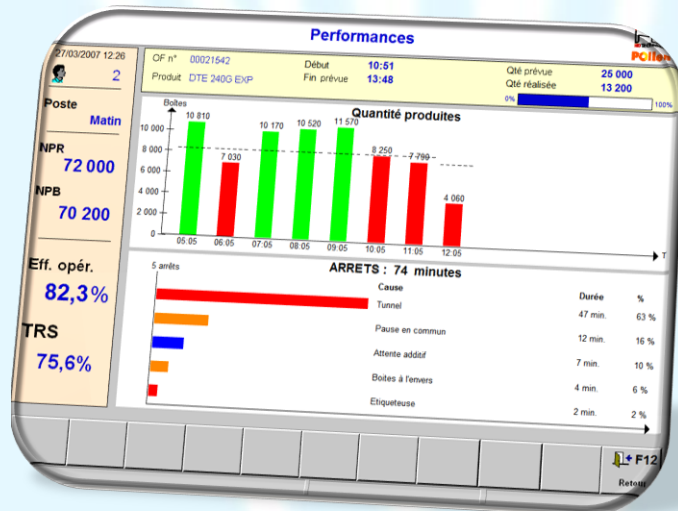 Performances
POllen
27/03/2007 12:26
2
OF n° 00021542 Début 10:51 Qté prévue 25 000
Produit DTE 240G EXP Fin prévue 13:48 Qté réalisée 13 200
0% 100%
Poste
Matin
NPR
72 000
NPB
70 200
Eff. opér.
82,3%
TRS
75,6%
Quantité produites
Boîtes
10 810 7 030 10 170 10 520 11 570 8 250 7 790 4 060
10 000
8 000
6 000
4 000
2 000
0
05:05 06:05 07:05 08:05 09:05 10:05 11:05 12:05
T
5 arrêts ARRETS : 74 minutes
Cause Durée %
Tunnel 47 min. 63 %
Pause en commun 12 min. 16 %
Attente additif 7 min. 10 %
Boites à l'envers 4 min. 6 %
Etiqueteuse 2 min. 2 %
F12
Retour